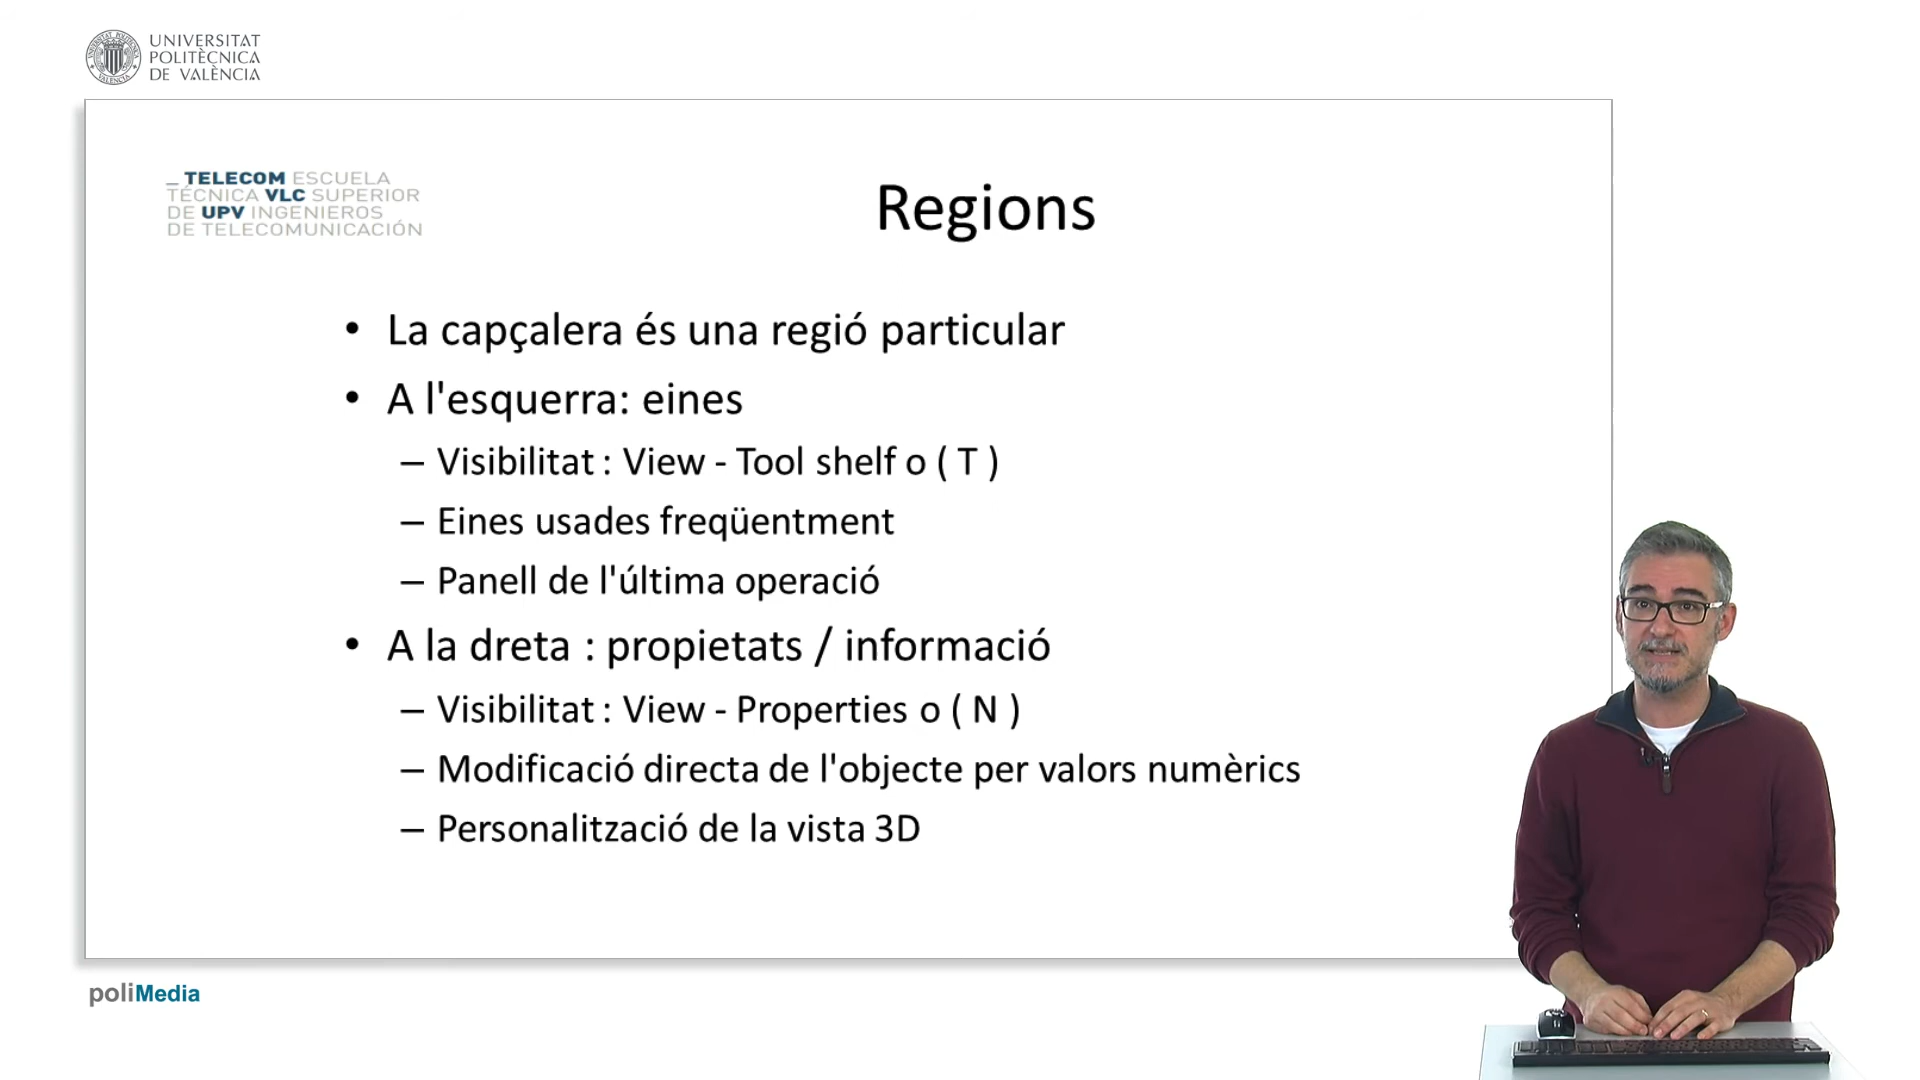 UNIVERSITAT
POLITÈCNICA
DE VALÈNCIA
_ TELECOM ESCUELA
TÉCNICA VLC SUPERIOR
DE UPV INGENIEROS
DE TELECOMUNICACIÓN
Regions
• La capçalera és una regió particular
• A l'esquerra: eines
– Visibilitat : View - Tool shelf o ( T )
– Eines usades freqüentment
– Panell de l'última operació
• A la dreta : propietats / informació
– Visibilitat : View - Properties o ( N )
– Modificació directa de l'objecte per valors numèrics
– Personalització de la vista 3D
poliMedia